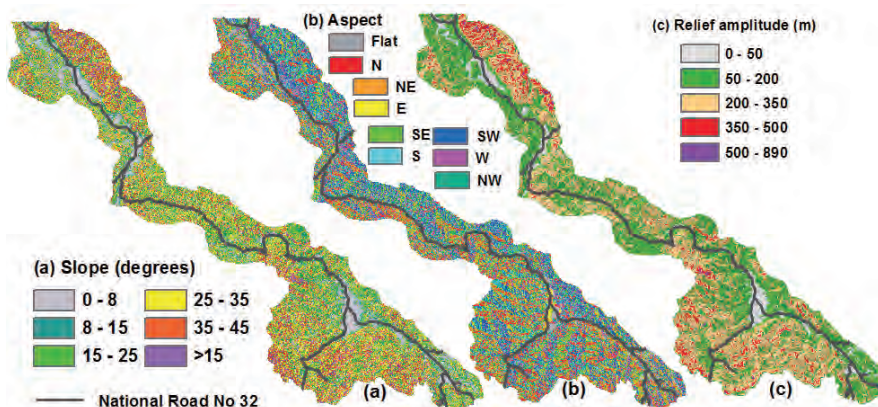 (b) Aspect
Flat
N
NE
E
SE
S
SW
W
NW
(c) Relief amplitude (m)
0 - 50
50 - 200
200 - 350
350 - 500
500 - 890
(a) Slope (degrees)
0 - 8
8 - 15
15 - 25
25 - 35
35 - 45
>15
National Road No 32
(a)
(b)
(c)